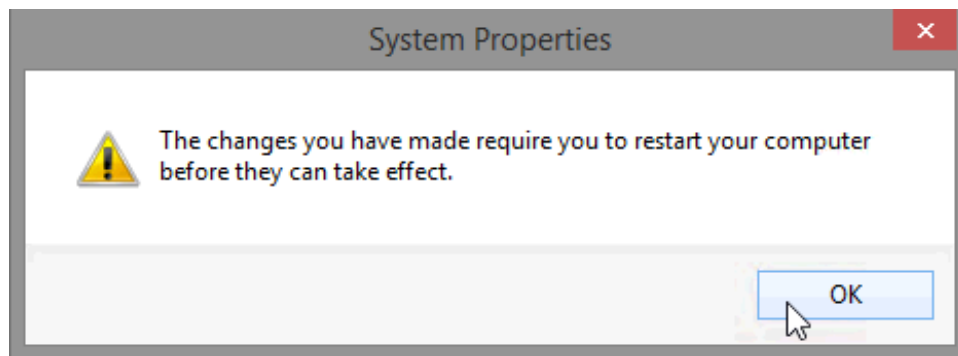 System Properties
The changes you have made require you to restart your computer
before they can take effect.
OK